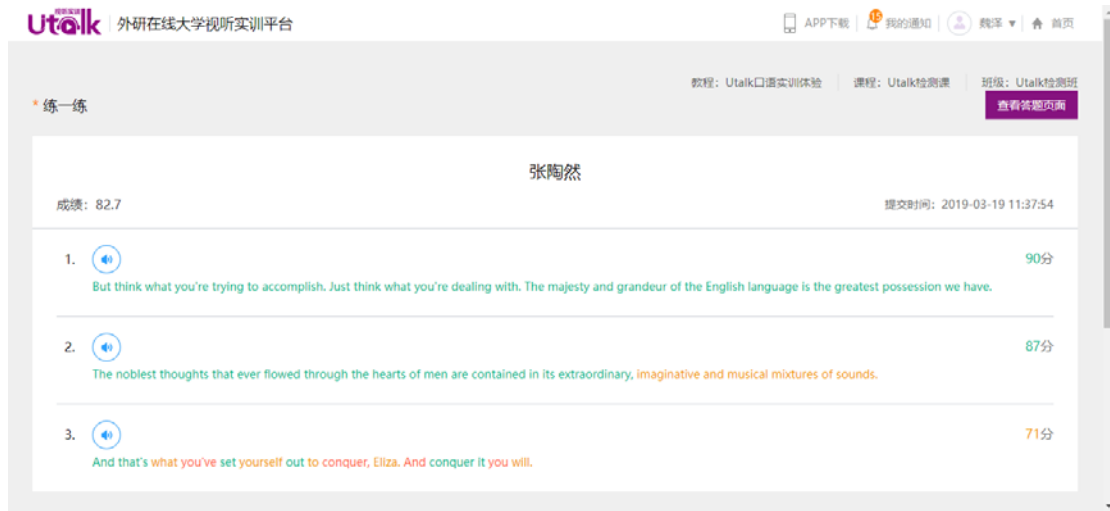 视听实训
Utalk 外研在线大学视听实训平台
APP下载 15 我的通知 魏泽 ▼ 首页
教程：Utalk口语实训体验 课程：Utalk检测课 班级：Utalk检测班
* 练一练
查看答题页面
张陶然
成绩：82.7 提交时间：2019-03-19 11:37:54
1. 90分
But think what you're trying to accomplish. Just think what you're dealing with. The majesty and grandeur of the English language is the greatest possession we have.
2. 87分
The noblest thoughts that ever flowed through the hearts of men are contained in its extraordinary, imaginative and musical mixtures of sounds.
3. 71分
And that's what you've set yourself out to conquer, Eliza. And conquer it you will.